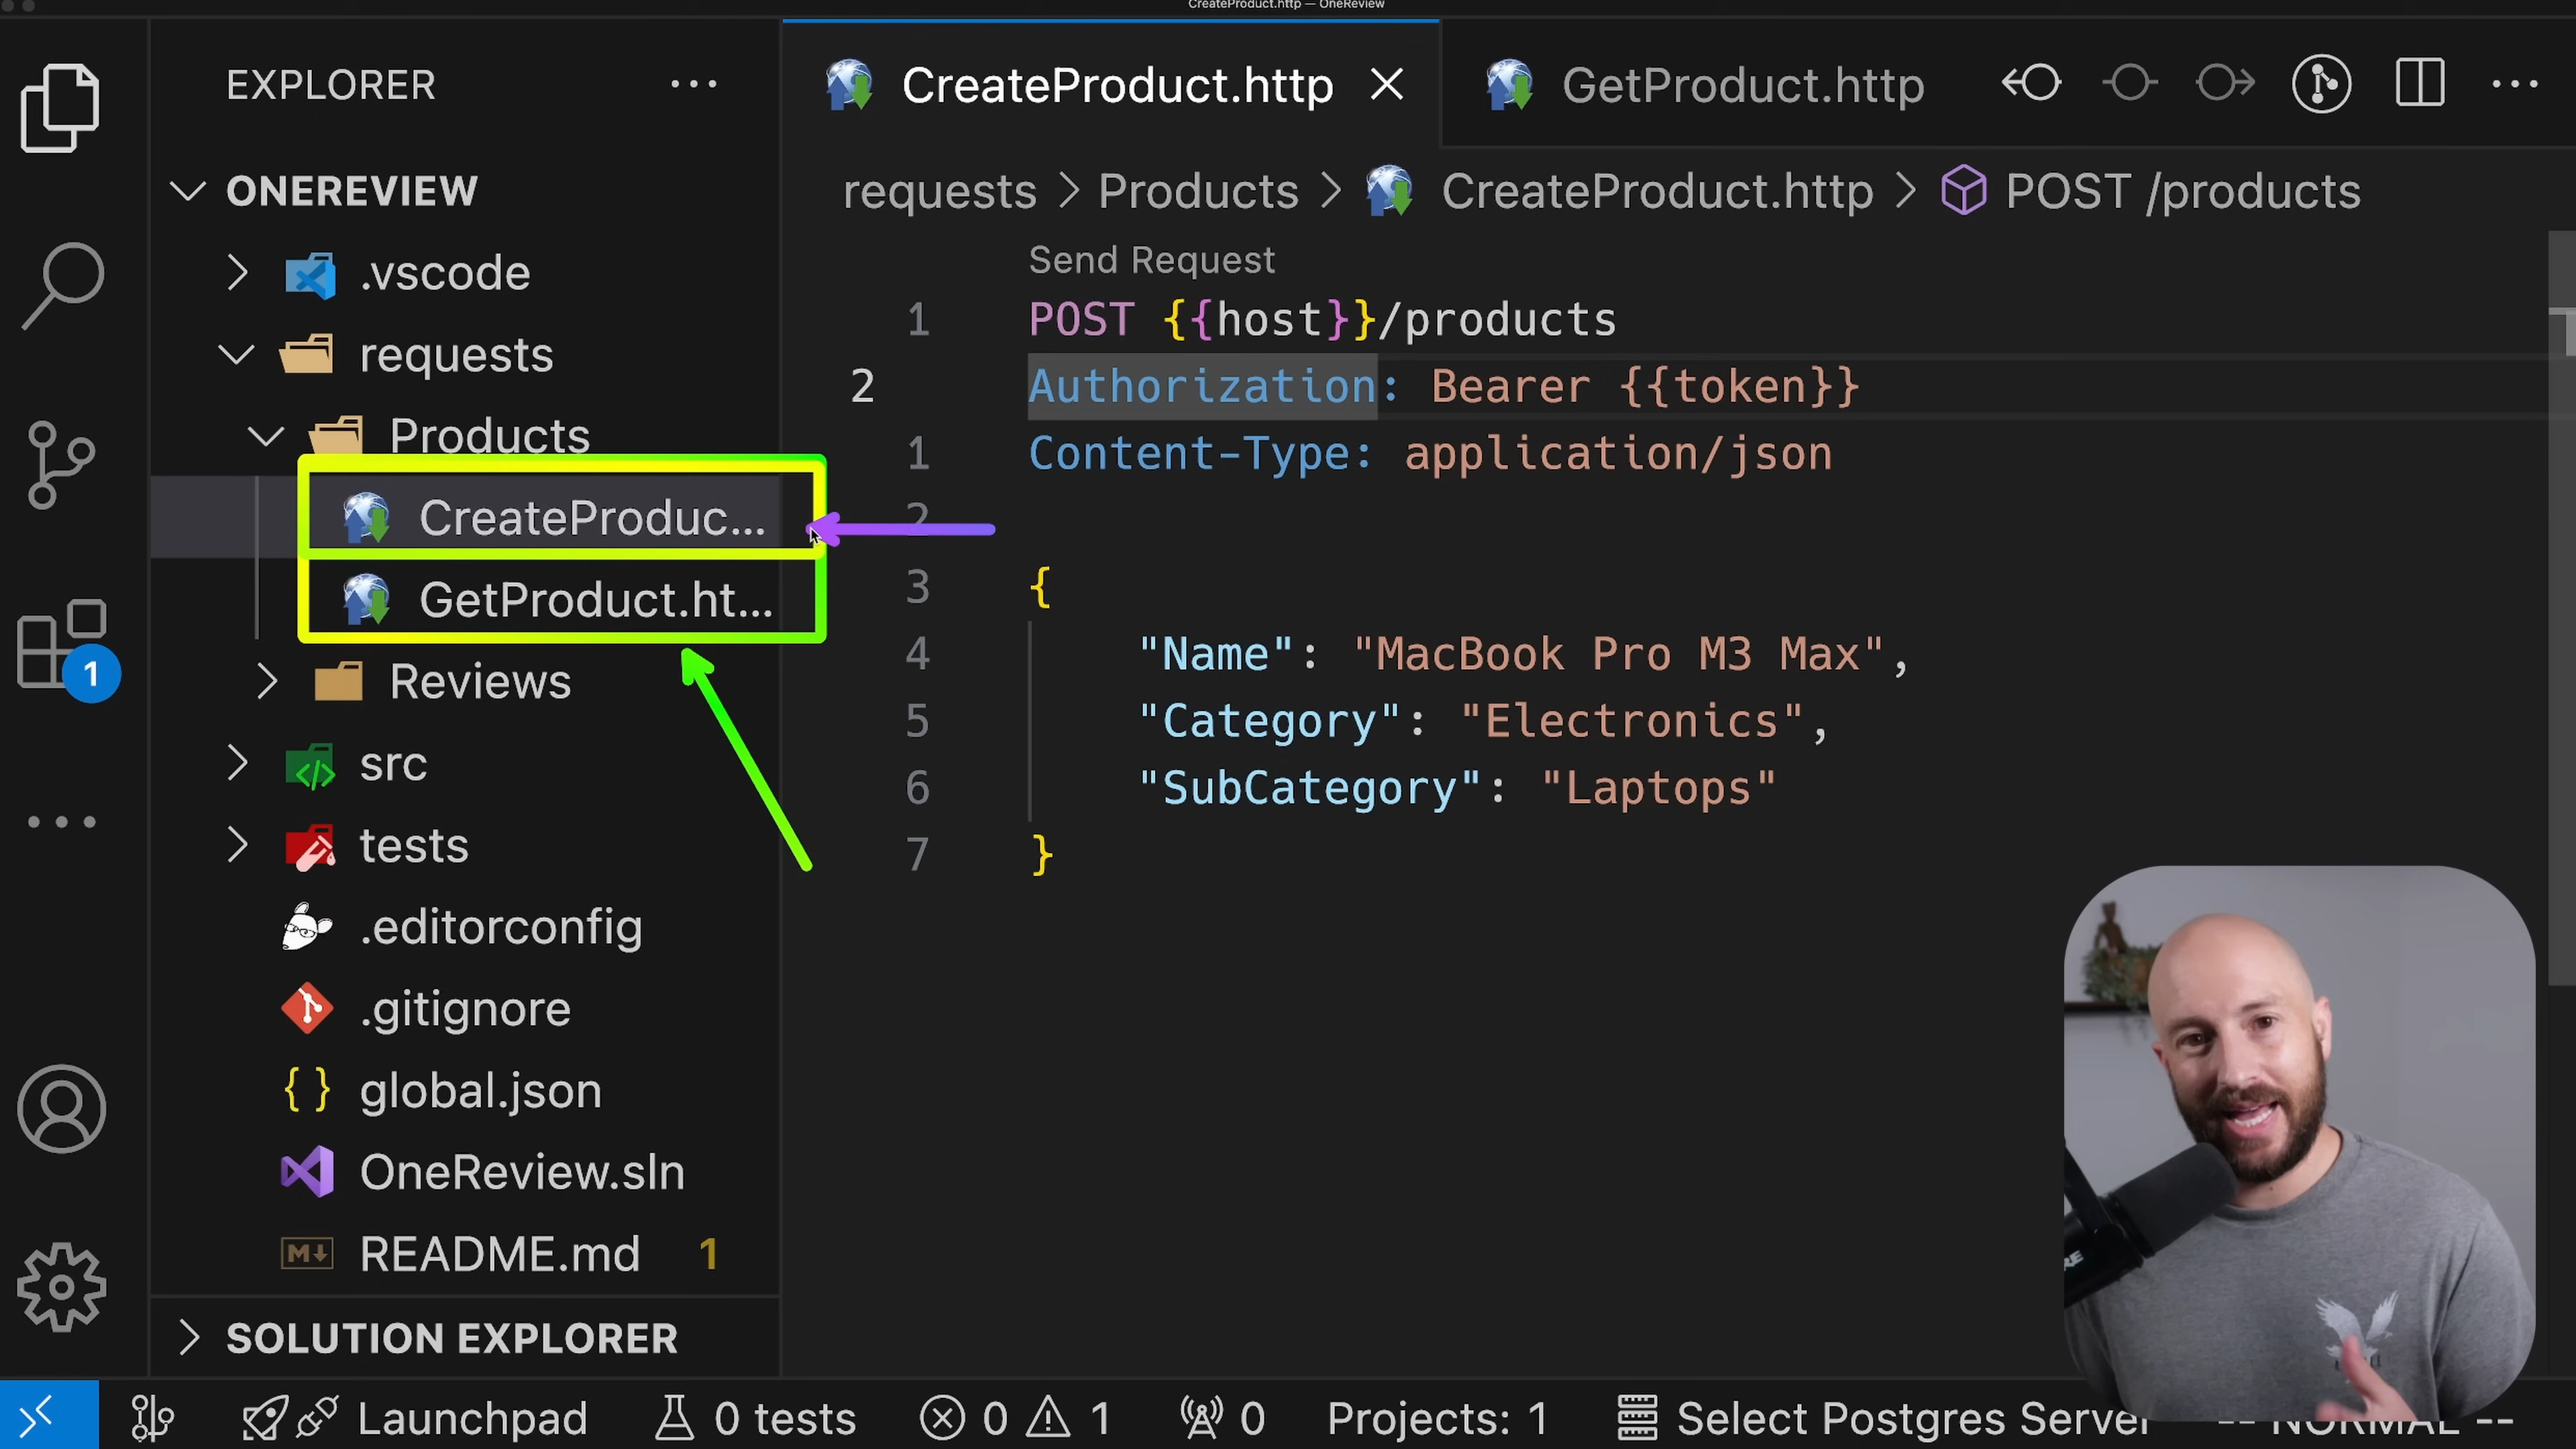 CreateProduct.http — OneReview
EXPLORER
CreateProduct.http
GetProduct.http
ONEREVIEW
requests > Products > CreateProduct.http > POST /products
.vscode
requests
Products
CreateProduc...
GetProduct.ht...
Reviews
src
tests
.editorconfig
.gitignore
{ } global.json
OneReview.sln
M README.md 1
SOLUTION EXPLORER
1
Send Request
1 POST {{host}}/products
2 Authorization: Bearer {{token}}
1 Content-Type: application/json
2
3 {
4 "Name": "MacBook Pro M3 Max",
5 "Category": "Electronics",
6 "SubCategory": "Laptops"
7 }
Launchpad 0 tests 0 1 0 Projects: 1 Select Postgres Server -- NORMAL --